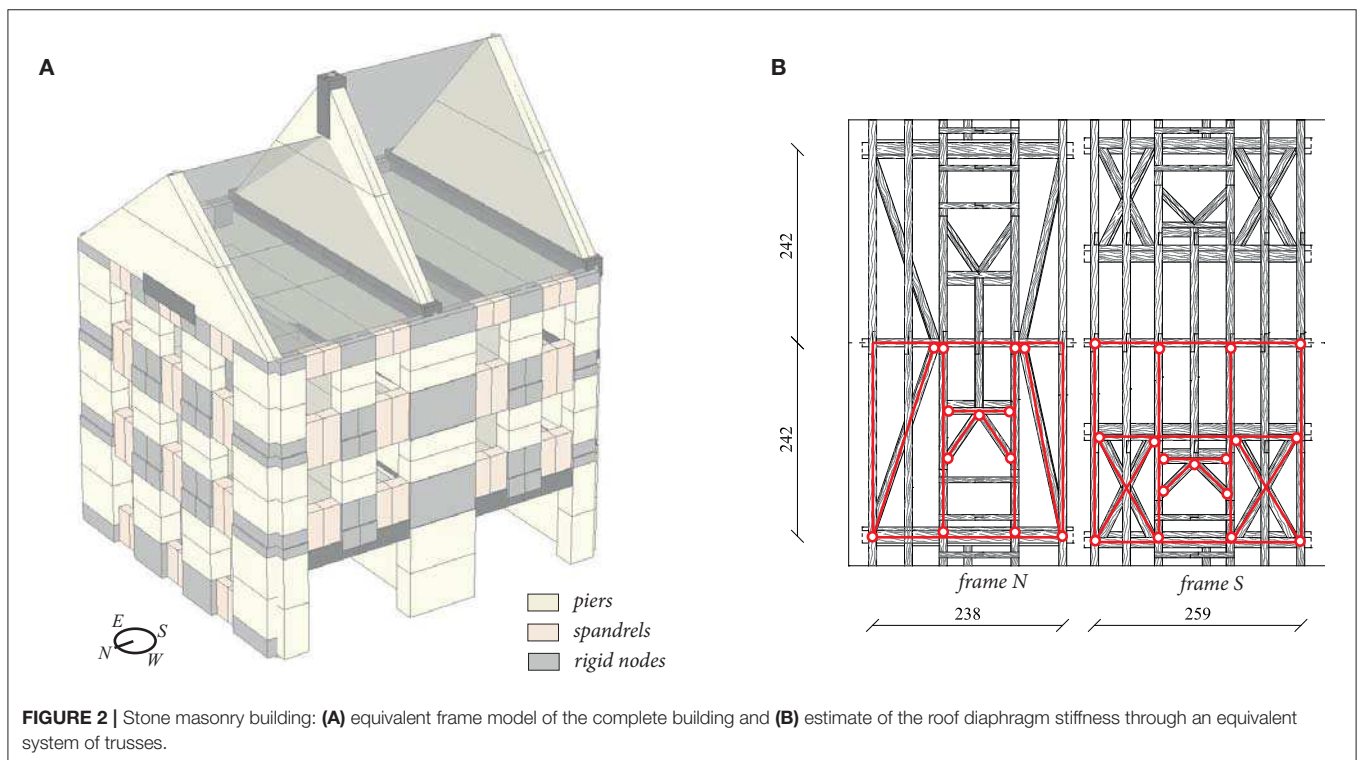 A
B
242
242
frame N
frame S
238
259
E
S
N
W
piers
spandrels
rigid nodes
FIGURE 2 | Stone masonry building: (A) equivalent frame model of the complete building and (B) estimate of the roof diaphragm stiffness through an equivalent
system of trusses.